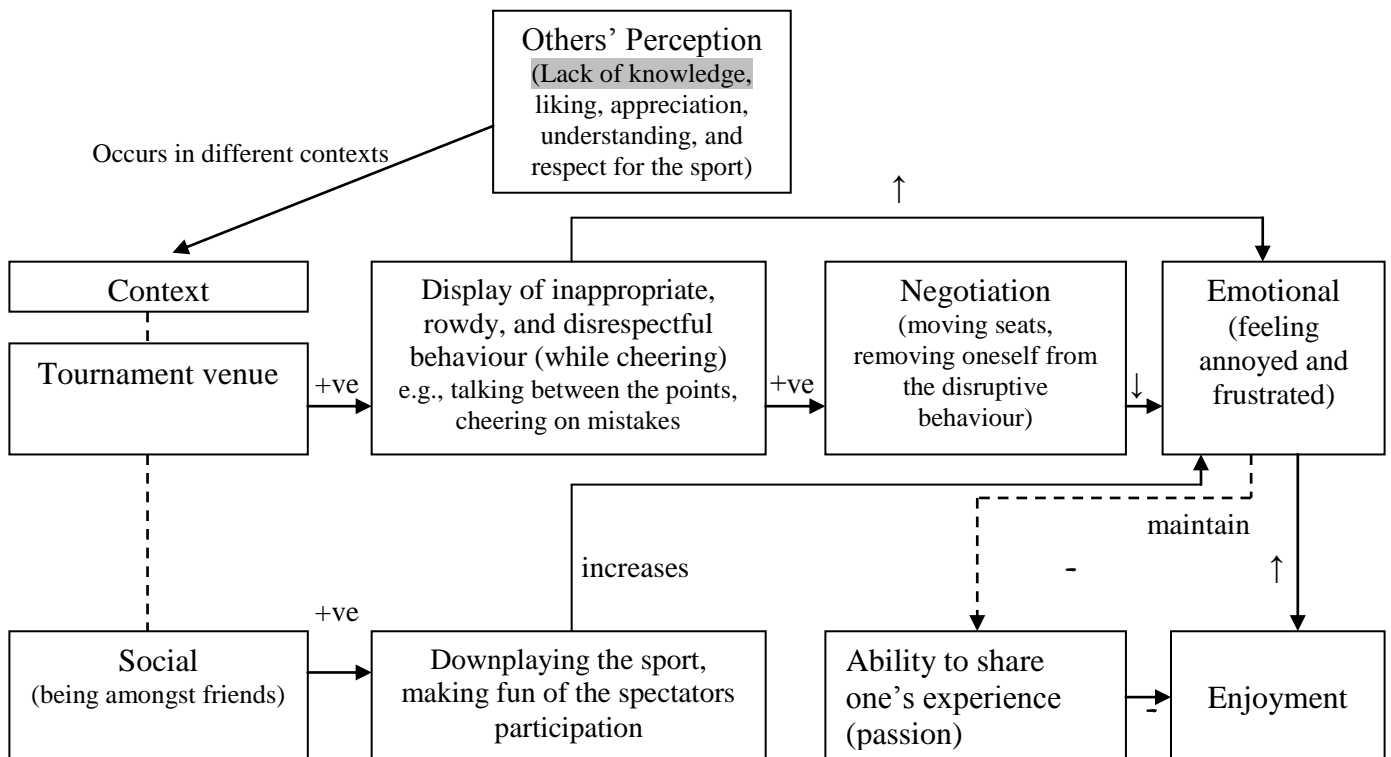 Others’ Perception
(Lack of knowledge,
liking, appreciation,
understanding, and
respect for the sport)
Occurs in different contexts
↑
Context
Tournament venue
+ve
Display of inappropriate,
rowdy, and disrespectful
behaviour (while cheering)
e.g., talking between the points,
cheering on mistakes
+ve
Negotiation
(moving seats,
removing oneself from
the disruptive
behaviour)
↓
Emotional
(feeling
annoyed and
frustrated)
maintain
increases
-
↑
+ve
Social
(being amongst friends)
Downplaying the sport,
making fun of the spectators
participation
Ability to share
one’s experience
(passion)
-
Enjoyment